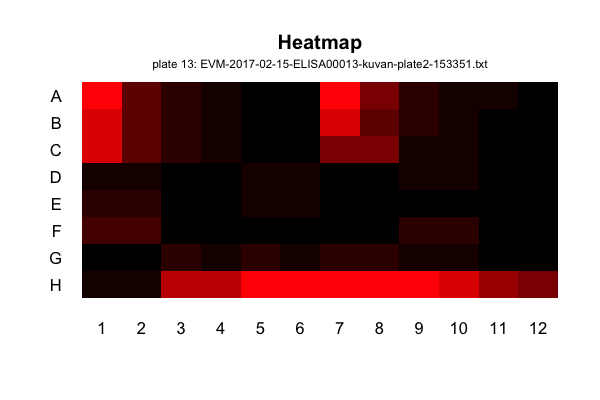 Heatmap
plate 13: EVM-2017-02-15-ELISA00013-kuvan-plate2-153351.txt
A
B
C
D
E
F
G
H
1 2 3 4 5 6 7 8 9 10 11 12